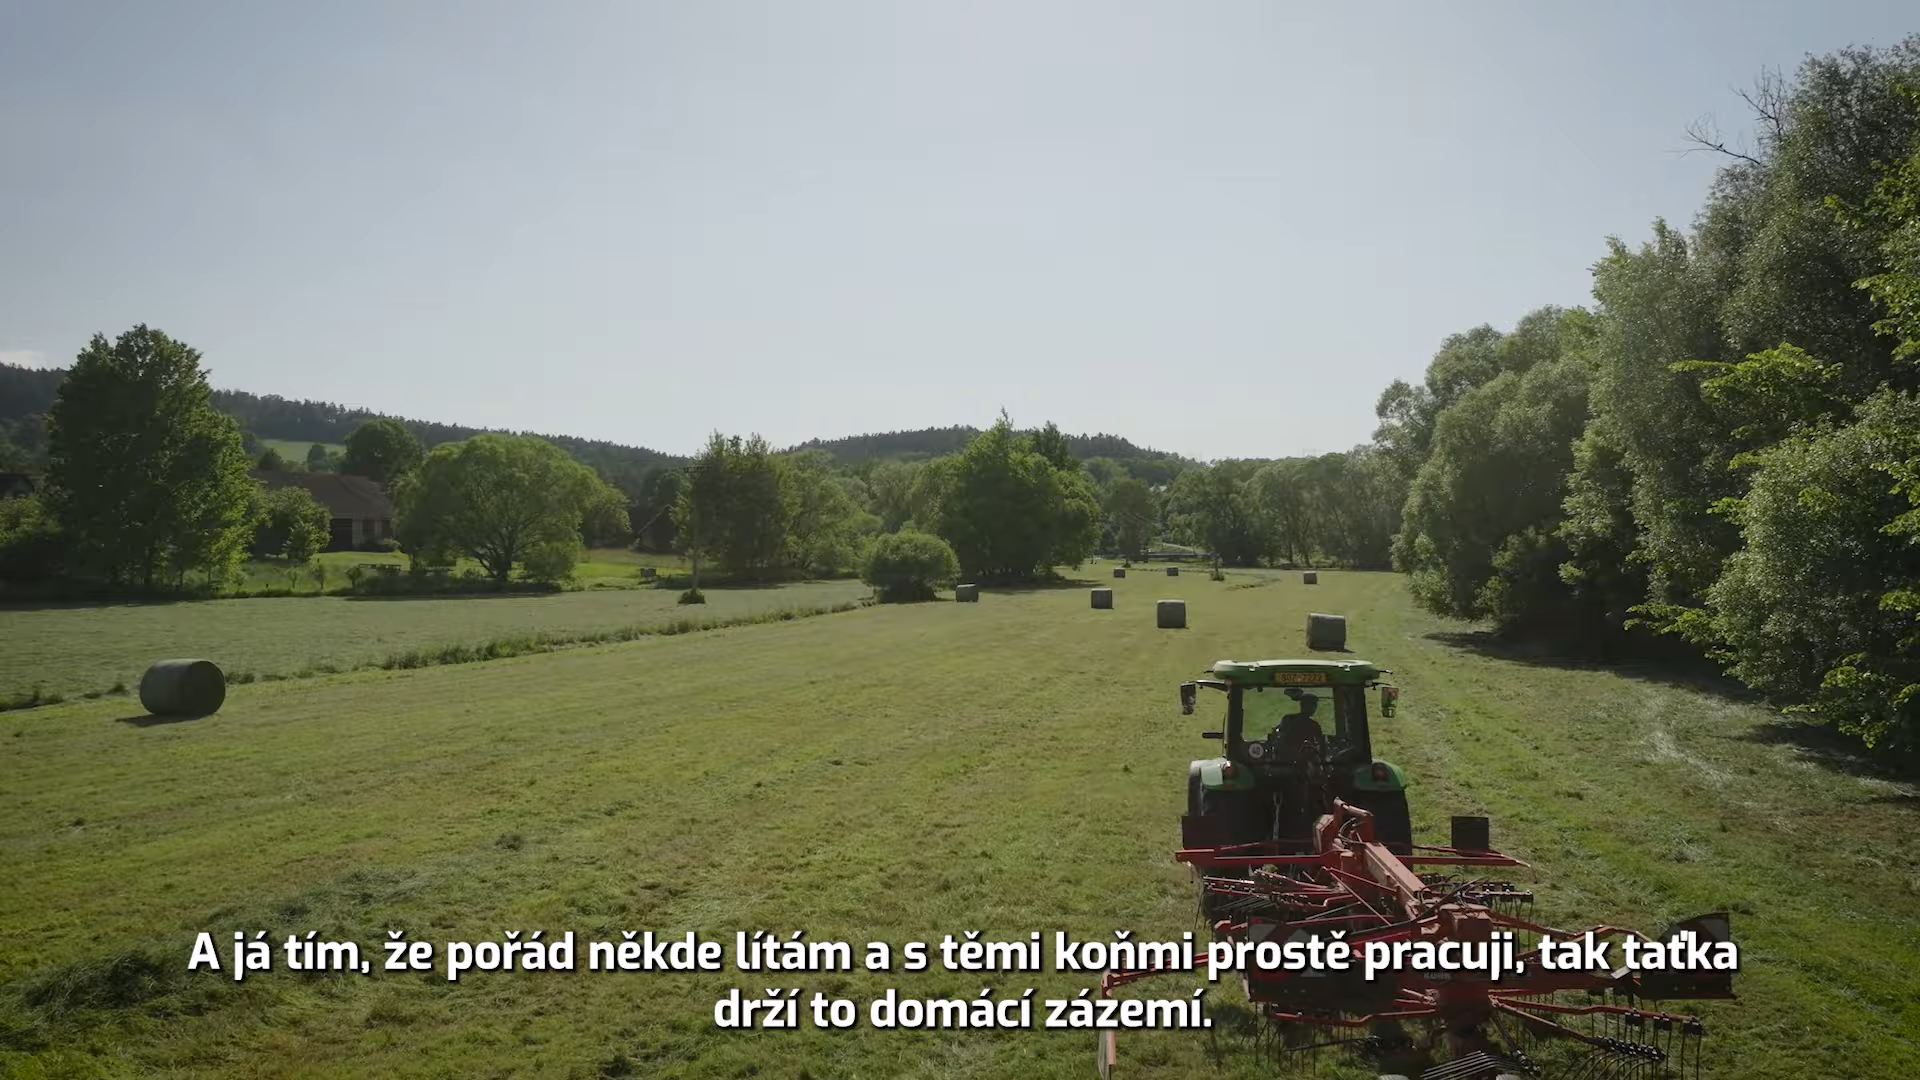 A já tím, že pořád někde lítám a s těmi koňmi prostě pracuji, tak taťka
drží to domácí zázemí.